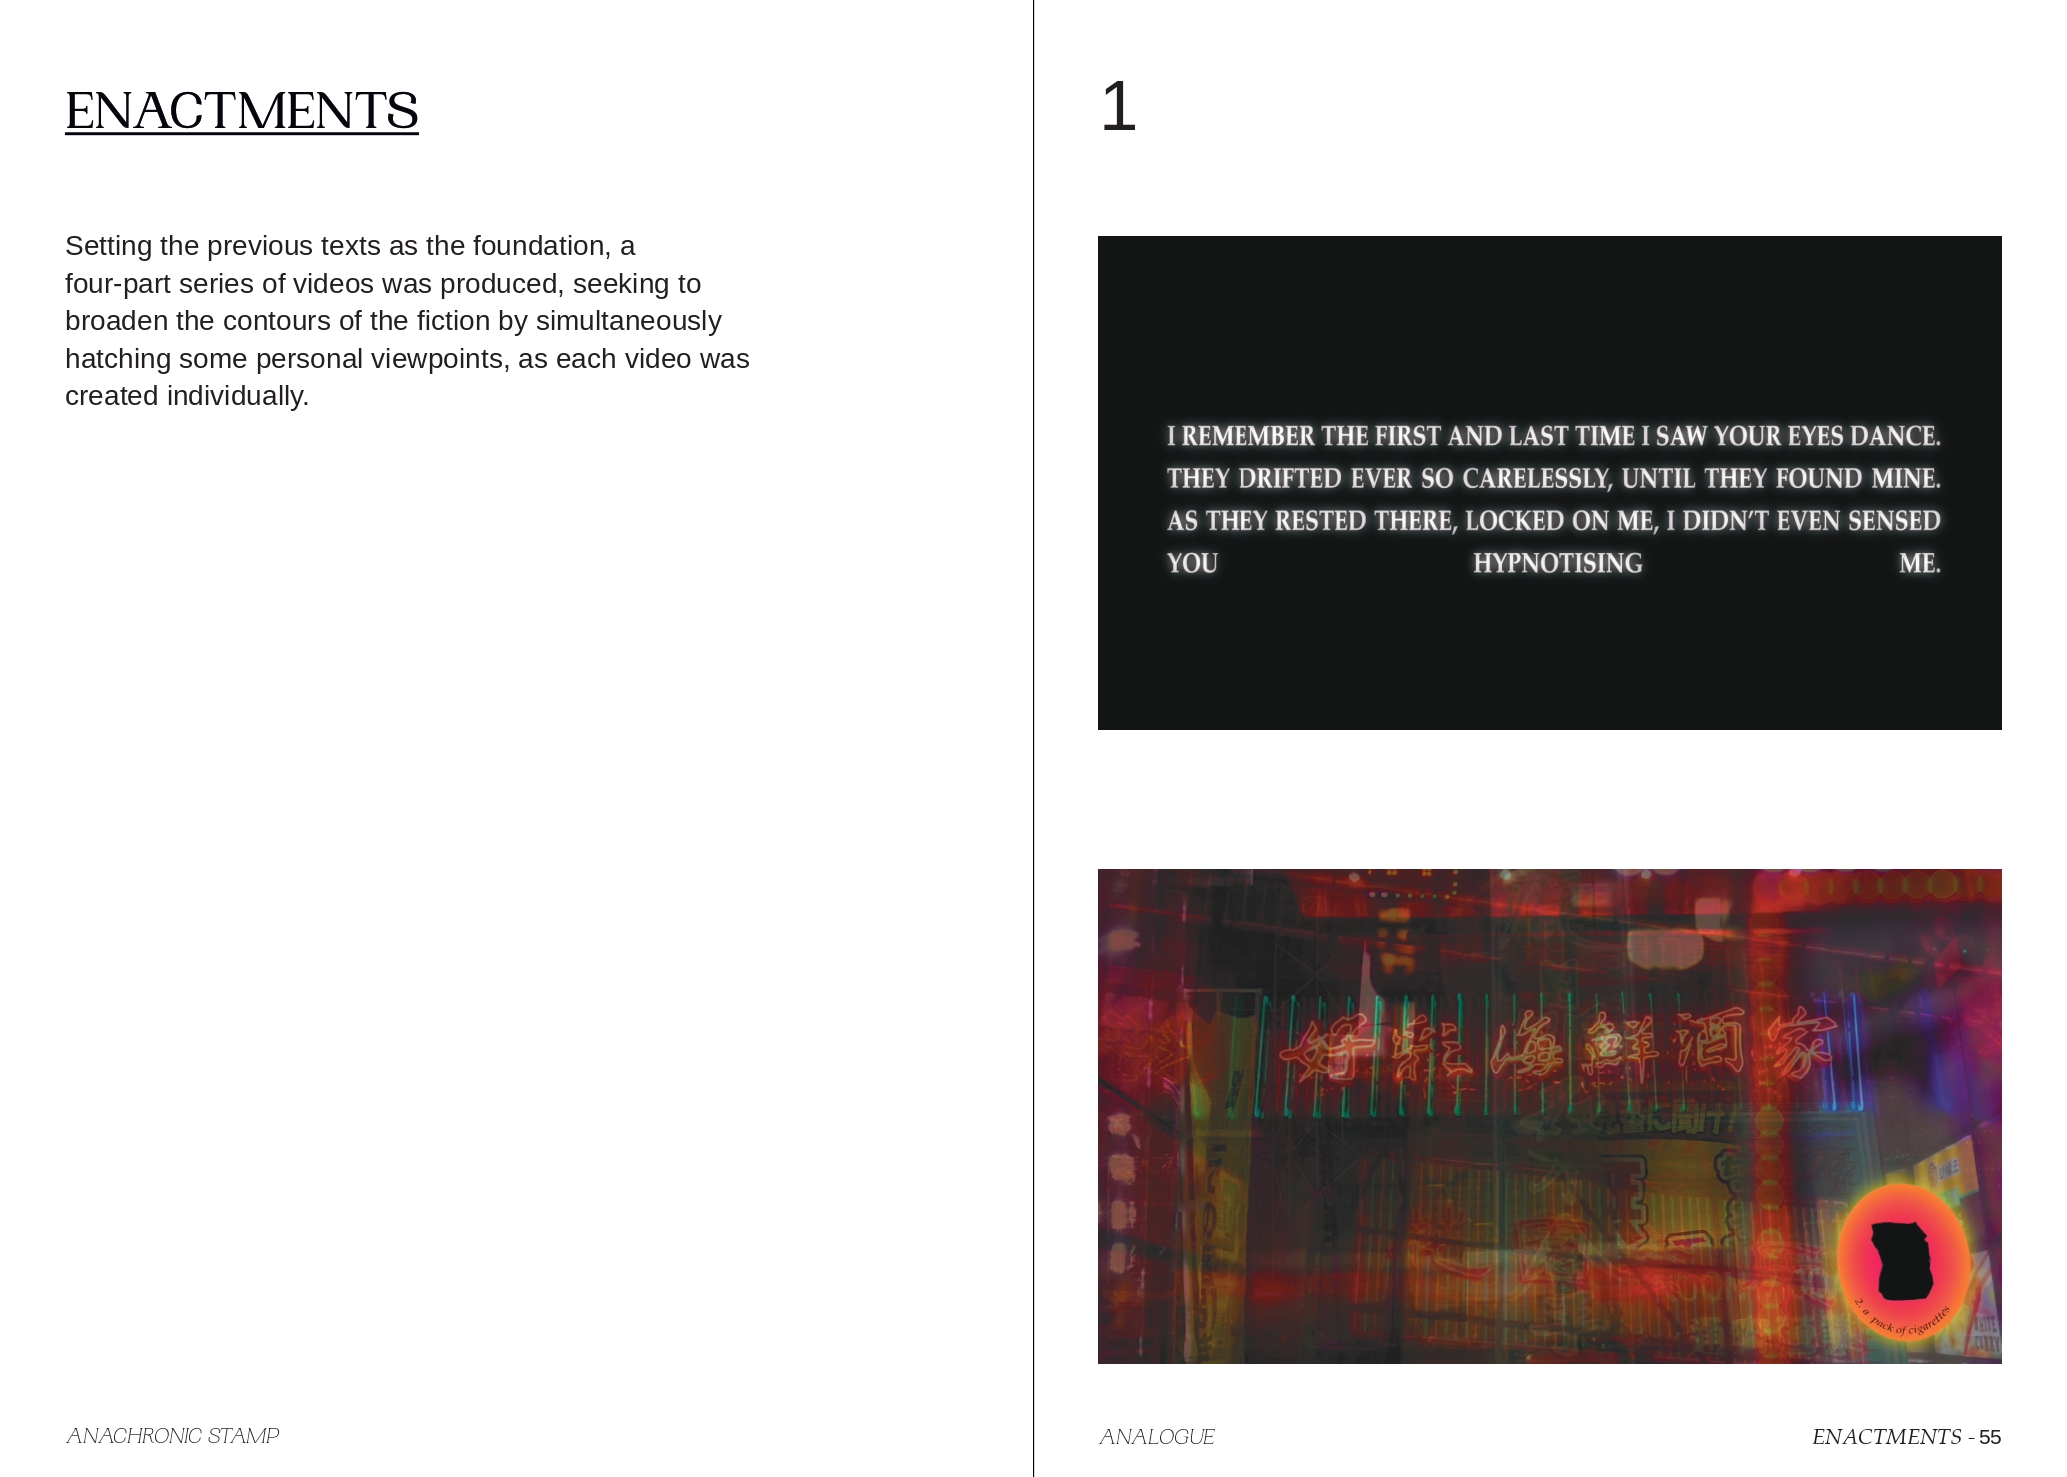 ENACTMENTS
Setting the previous texts as the foundation, a
four-part series of videos was produced, seeking to
broaden the contours of the fiction by simultaneously
hatching some personal viewpoints, as each video was
created individually.
ANACHRONIC STAMP
1
I REMEMBER THE FIRST AND LAST TIME I SAW YOUR EYES DANCE.
THEY DRIFTED EVER SO CARELESSLY, UNTIL THEY FOUND MINE.
AS THEY RESTED THERE, LOCKED ON ME, I DIDN’T EVEN SENSED
YOU HYPNOTISING ME.
好 海鮮酒家
に聞け!
2. a pack of cigarettes
ANALOGUE
ENACTMENTS - 55